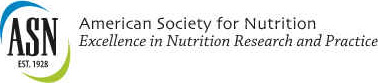 ASN
EST. 1928
American Society for Nutrition
Excellence in Nutrition Research and Practice